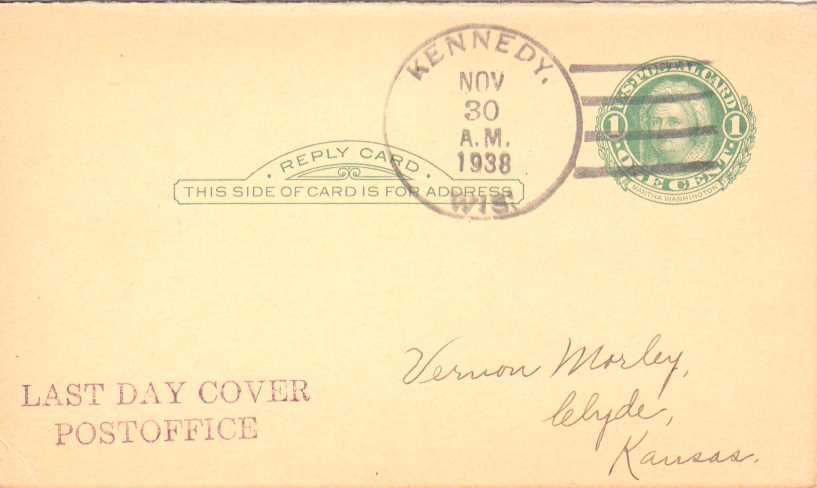 KENNEDY,
NOV
30
A.M.
1938
WIS.
U.S. POSTAL CARD
1 1
ONE CENT
MARTHA WASHINGTON
REPLY CARD
THIS SIDE OF CARD IS FOR ADDRESS
Vernon Morley,
Clyde,
Kansas.
LAST DAY COVER
POSTOFFICE